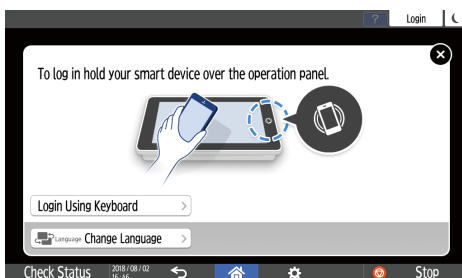 ? Login
To log in hold your smart device over the operation panel.
Login Using Keyboard
Language Change Language
Check Status 2018 / 08 / 02 Stop
16 : 46